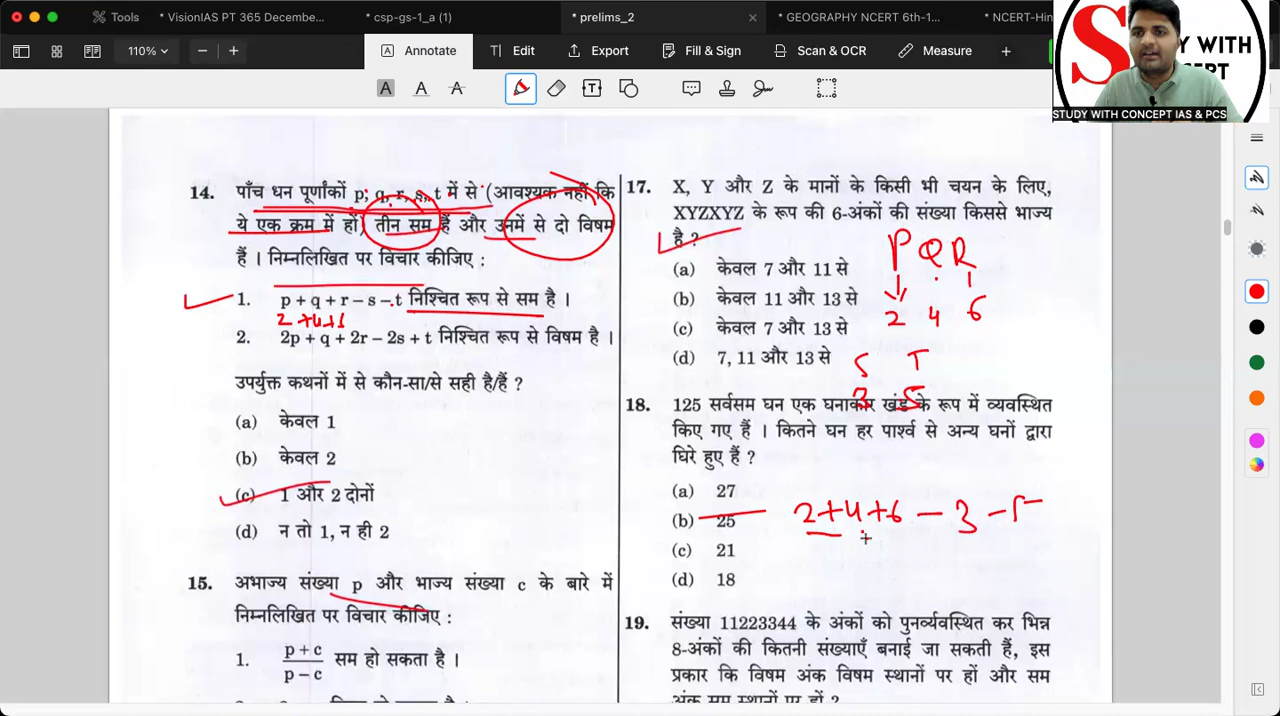 Tools
* VisionIAS PT 365 Decembe...
* csp-gs-1_a (1)
* prelims_2
* GEOGRAPHY NCERT 6th-1...
* NCERT-Hin
110%
Annotate
Edit
Export
Fill & Sign
Scan & OCR
Measure
S
Y WITH
EPT
STUDY WITH CONCEPT IAS & PCS
14. पाँच धन पूर्णांकों p, q, r, s, t में से (आवश्यक नहीं कि
ये एक क्रम में हों) तीन सम हैं और उनमें से दो विषम
हैं । निम्नलिखित पर विचार कीजिए :
1. p + q + r − s − t निश्चित रूप से सम है ।
2 +4+6
2. 2p + q + 2r − 2s + t निश्चित रूप से विषम है ।
उपर्युक्त कथनों में से कौन-सा/से सही है/हैं ?
(a) केवल 1
(b) केवल 2
(c) 1 और 2 दोनों
(d) न तो 1, न ही 2
15. अभाज्य संख्या p और भाज्य संख्या c के बारे में
निम्नलिखित पर विचार कीजिए :
1. p + c
p − c
सम हो सकता है ।
17. X, Y और Z के मानों के किसी भी चयन के लिए,
XYZXYZ के रूप की 6-अंकों की संख्या किससे भाज्य
है ?
(a) केवल 7 और 11 से
(b) केवल 11 और 13 से
(c) केवल 7 और 13 से
(d) 7, 11 और 13 से
P Q R
2 4 6
S T
3 5
18. 125 सर्वसम घन एक घनाकार खंड के रूप में व्यवस्थित
किए गए हैं । कितने घन हर पार्श्व से अन्य घनों द्वारा
घिरे हुए हैं ?
(a) 27
(b) 25
(c) 21
(d) 18
2+4+6 − 3 − 5
19. संख्या 11223344 के अंकों को पुनर्व्यवस्थित कर भिन्न
8-अंकों की कितनी संख्याएँ बनाई जा सकती हैं, इस
प्रकार कि विषम अंक विषम स्थानों पर हों और सम
अंक सम स्थानों पर हों ?